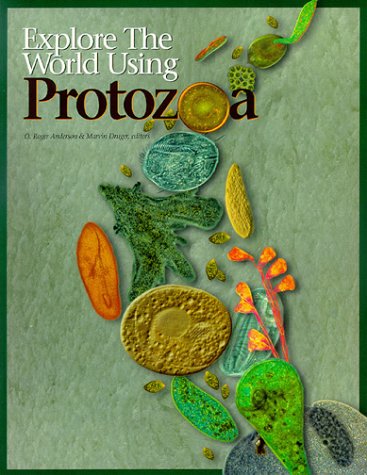 Explore The
World Using
Protozoa
O. Roger Anderson & Marvin Druger, editors